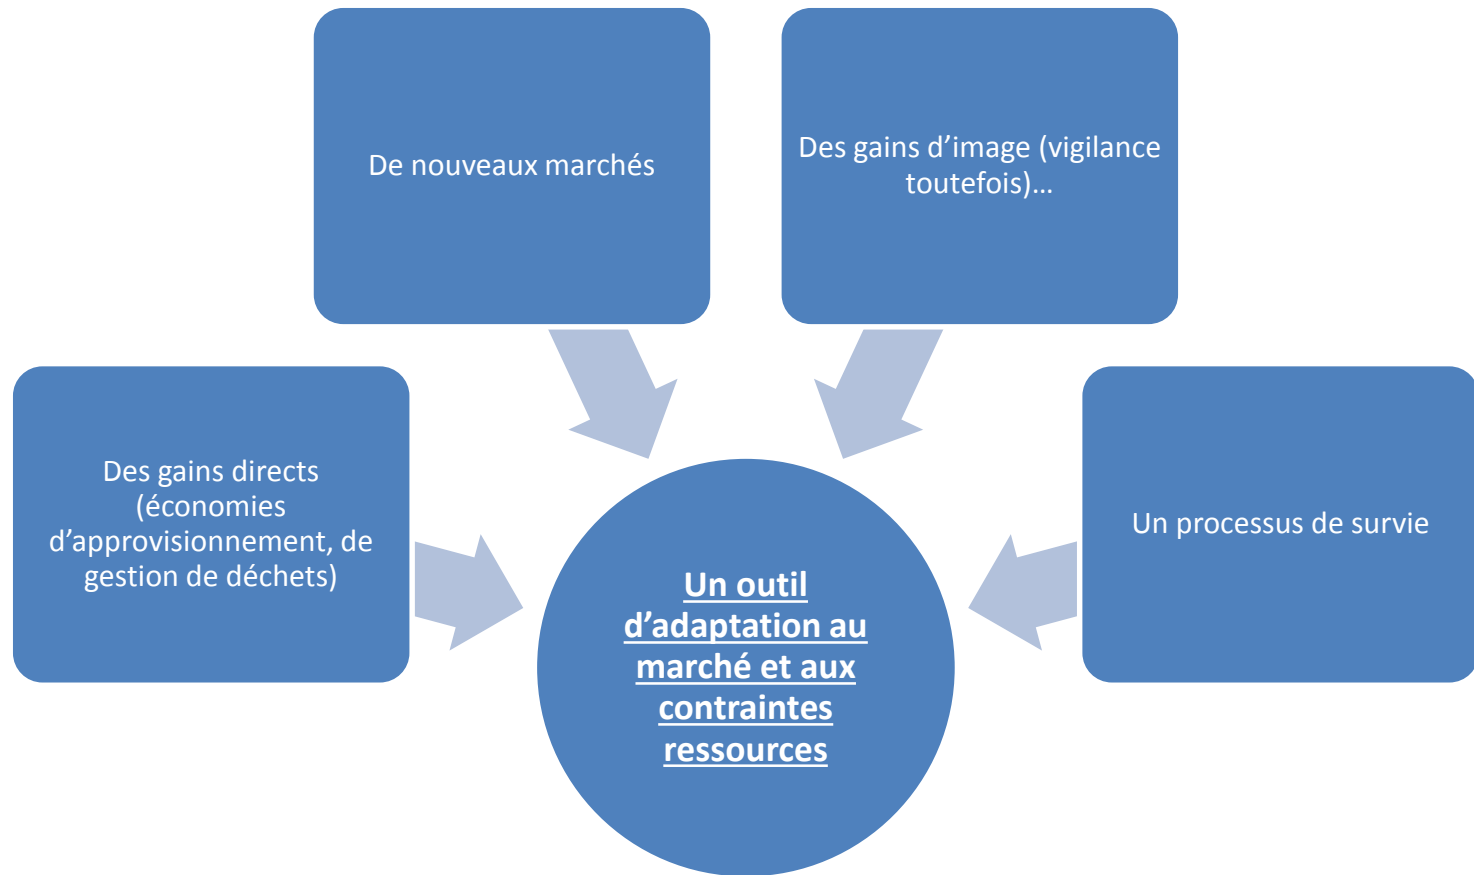 De nouveaux marchés
Des gains d’image (vigilance
toutefois)…
Des gains directs
(économies
d’approvisionnement, de
gestion de déchets)
Un processus de survie
Un outil
d’adaptation au
marché et aux
contraintes
ressources